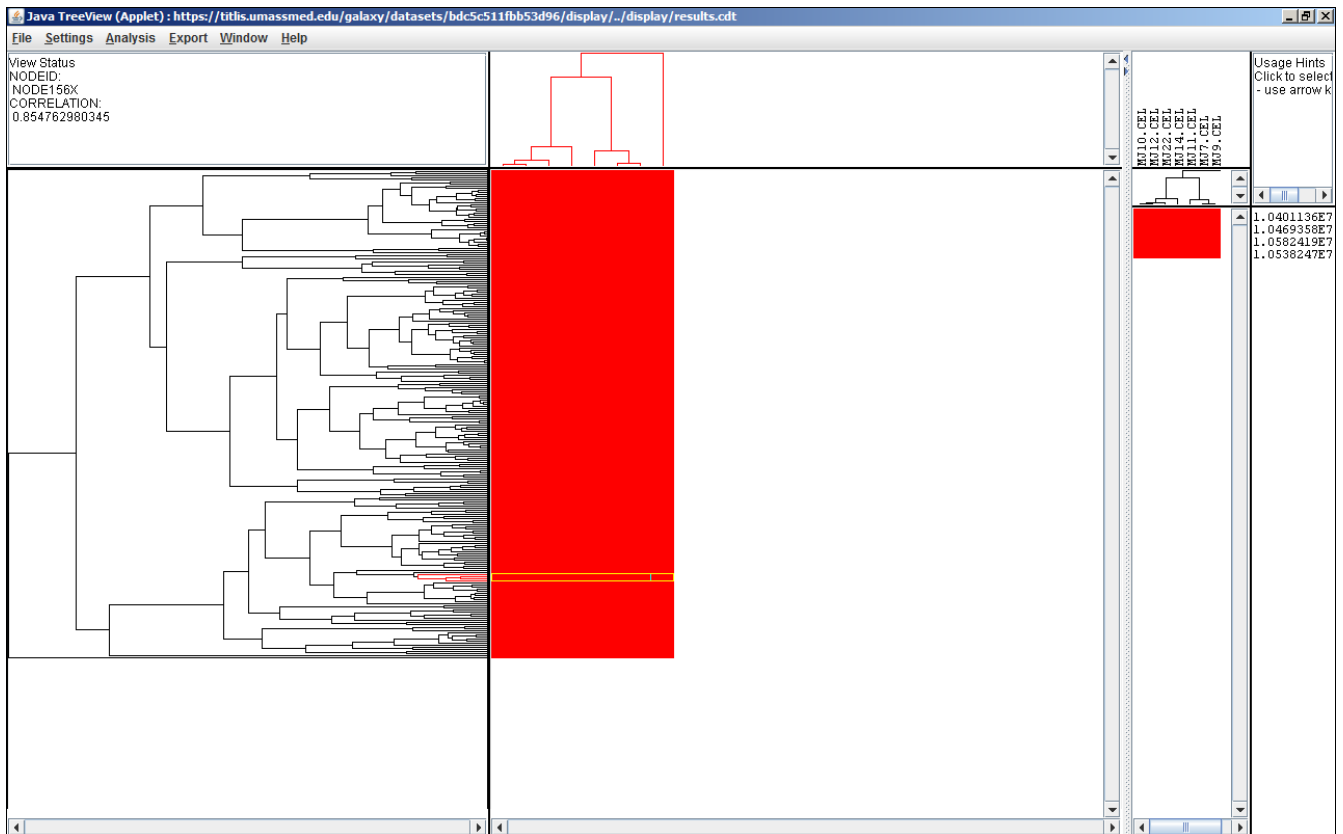 Java TreeView (Applet) : https://titlis.umassmed.edu/galaxy/datasets/bdc5c511fbb53d96/display/../display/results.cdt
File Settings Analysis Export Window Help
View Status
NODEID:
NODE156X
CORRELATION:
0.854762980345
MJ10.CEL
MJ12.CEL
MJ22.CEL
MJ14.CEL
MJ11.CEL
MJ7.CEL
MJ9.CEL
Usage Hints
Click to select
- use arrow k
1.0401136E7
1.0469358E7
1.0582419E7
1.0538247E7